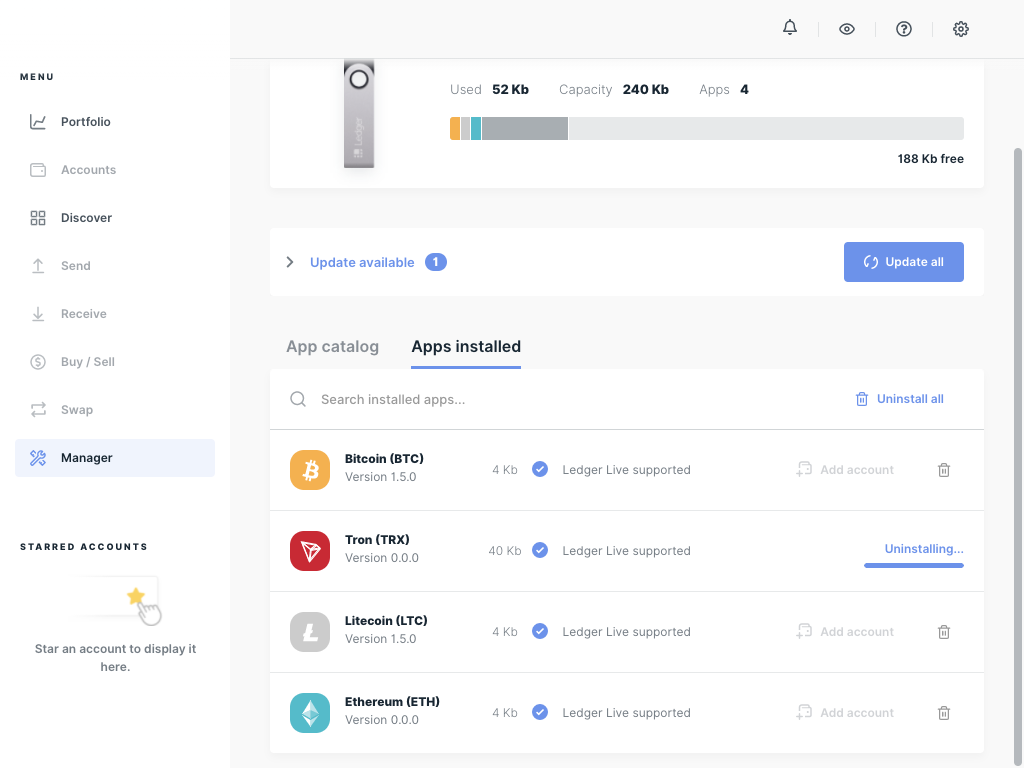 MENU
Portfolio
Accounts
Discover
Send
Receive
Buy / Sell
Swap
Manager
STARRED ACCOUNTS
Star an account to display it
here.
Ledger
Used 52 Kb Capacity 240 Kb Apps 4
188 Kb free
Update available 1
Update all
App catalog Apps installed
Search installed apps...
Uninstall all
Bitcoin (BTC)
Version 1.5.0
4 Kb Ledger Live supported
Add account
Tron (TRX)
Version 0.0.0
40 Kb Ledger Live supported
Uninstalling...
Litecoin (LTC)
Version 1.5.0
4 Kb Ledger Live supported
Add account
Ethereum (ETH)
Version 0.0.0
4 Kb Ledger Live supported
Add account